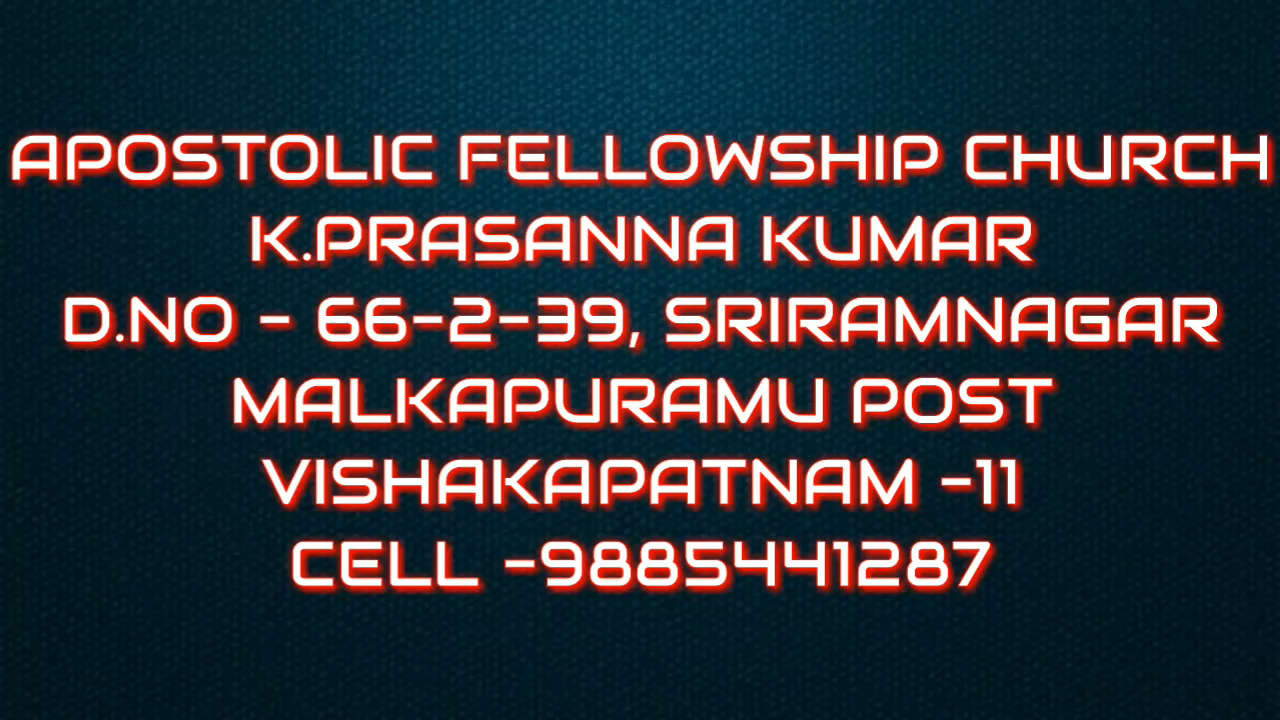 APOSTOLIC FELLOWSHIP CHURCH
K.PRASANNA KUMAR
D.NO - 66-2-39, SRIRAMNAGAR
MALKAPURAMU POST
VISHAKAPATNAM -11
CELL -9885441287